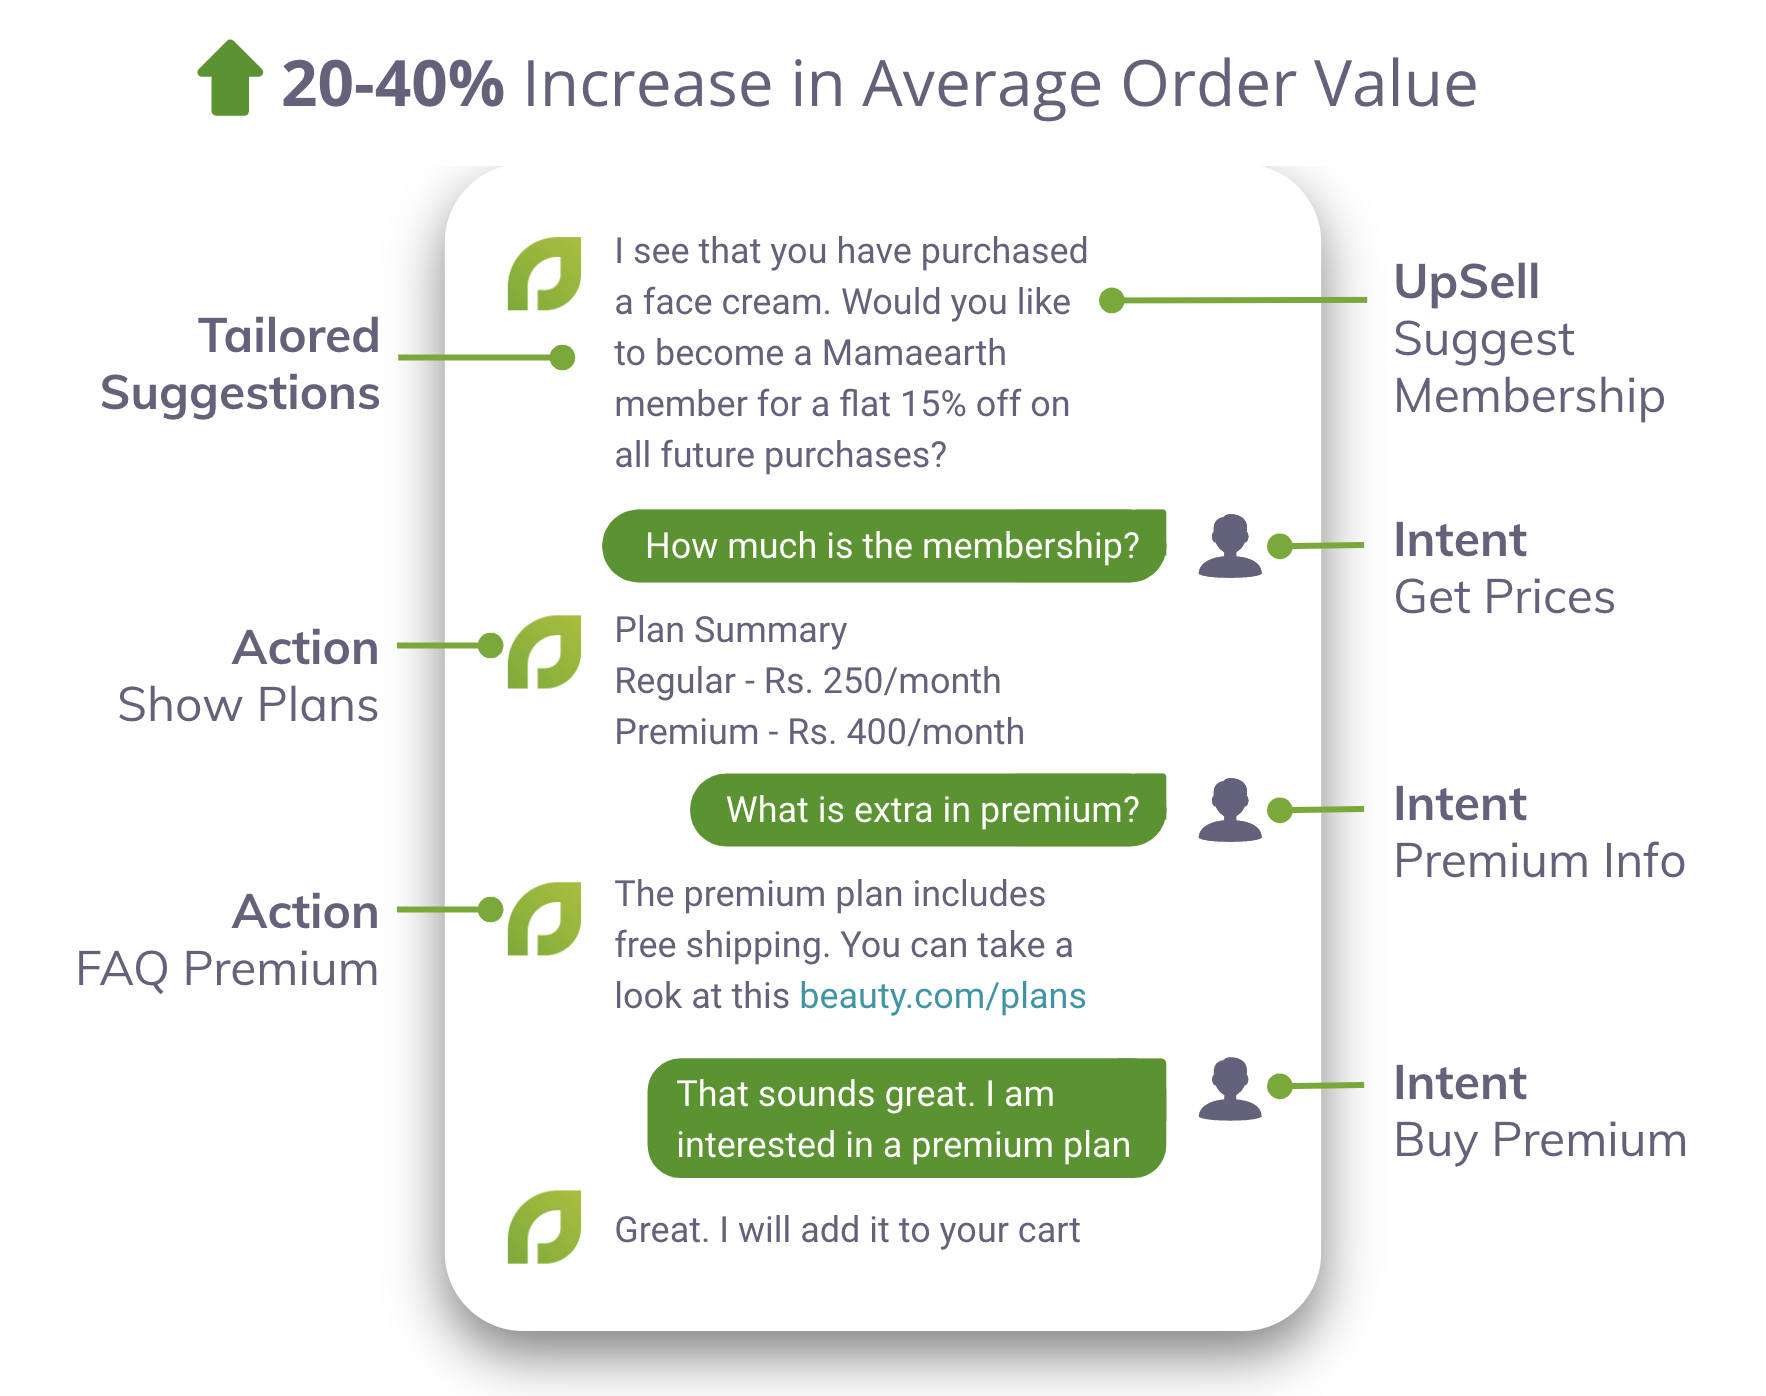 20-40% Increase in Average Order Value
I see that you have purchased
a face cream. Would you like
to become a Mamaearth
member for a flat 15% off on
all future purchases?
Tailored
Suggestions
UpSell
Suggest
Membership
How much is the membership?
Intent
Get Prices
Action
Show Plans
Plan Summary
Regular - Rs. 250/month
Premium - Rs. 400/month
What is extra in premium?
Intent
Premium Info
Action
FAQ Premium
The premium plan includes
free shipping. You can take a
look at this beauty.com/plans
That sounds great. I am
interested in a premium plan
Intent
Buy Premium
Great. I will add it to your cart